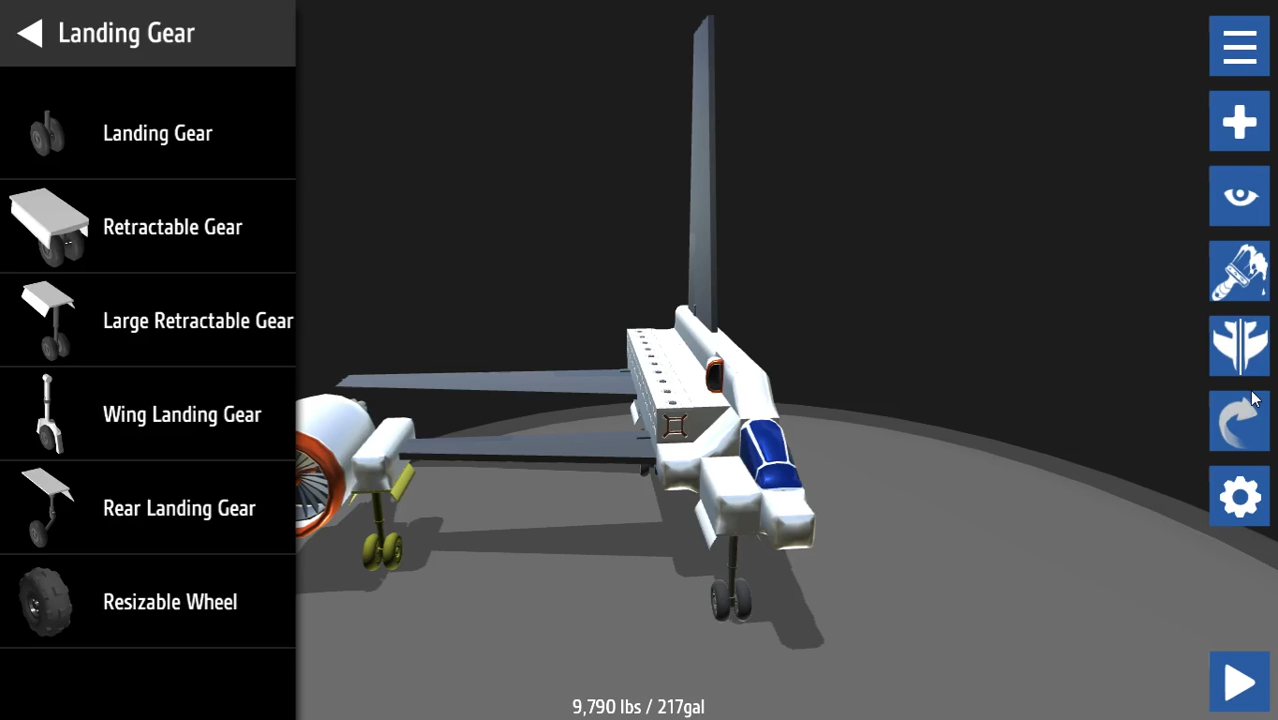 Landing Gear
Landing Gear
Retractable Gear
Large Retractable Gear
Wing Landing Gear
Rear Landing Gear
Resizable Wheel
9,790 lbs / 217gal